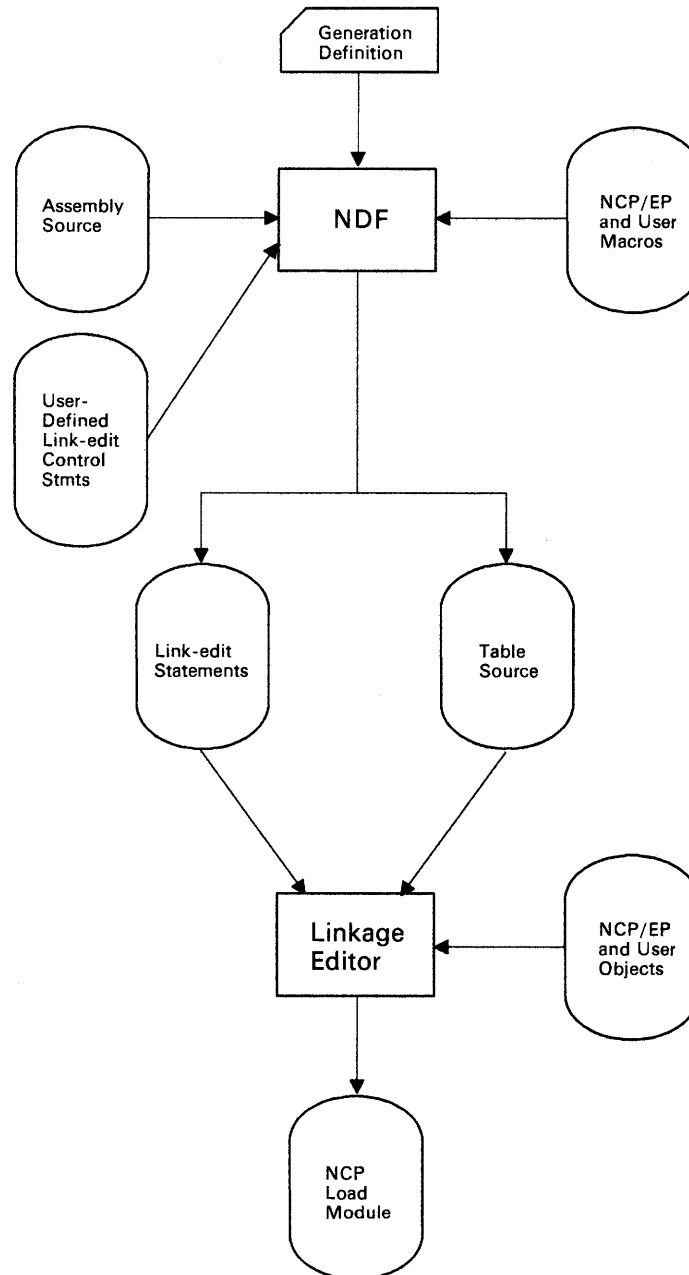 Generation
Definition
Assembly
Source
NDF
NCP/EP
and User
Macros
User-
Defined
Link-edit
Control
Stmts
Link-edit
Statements
Table
Source
Linkage
Editor
NCP/EP
and User
Objects
NCP
Load
Module